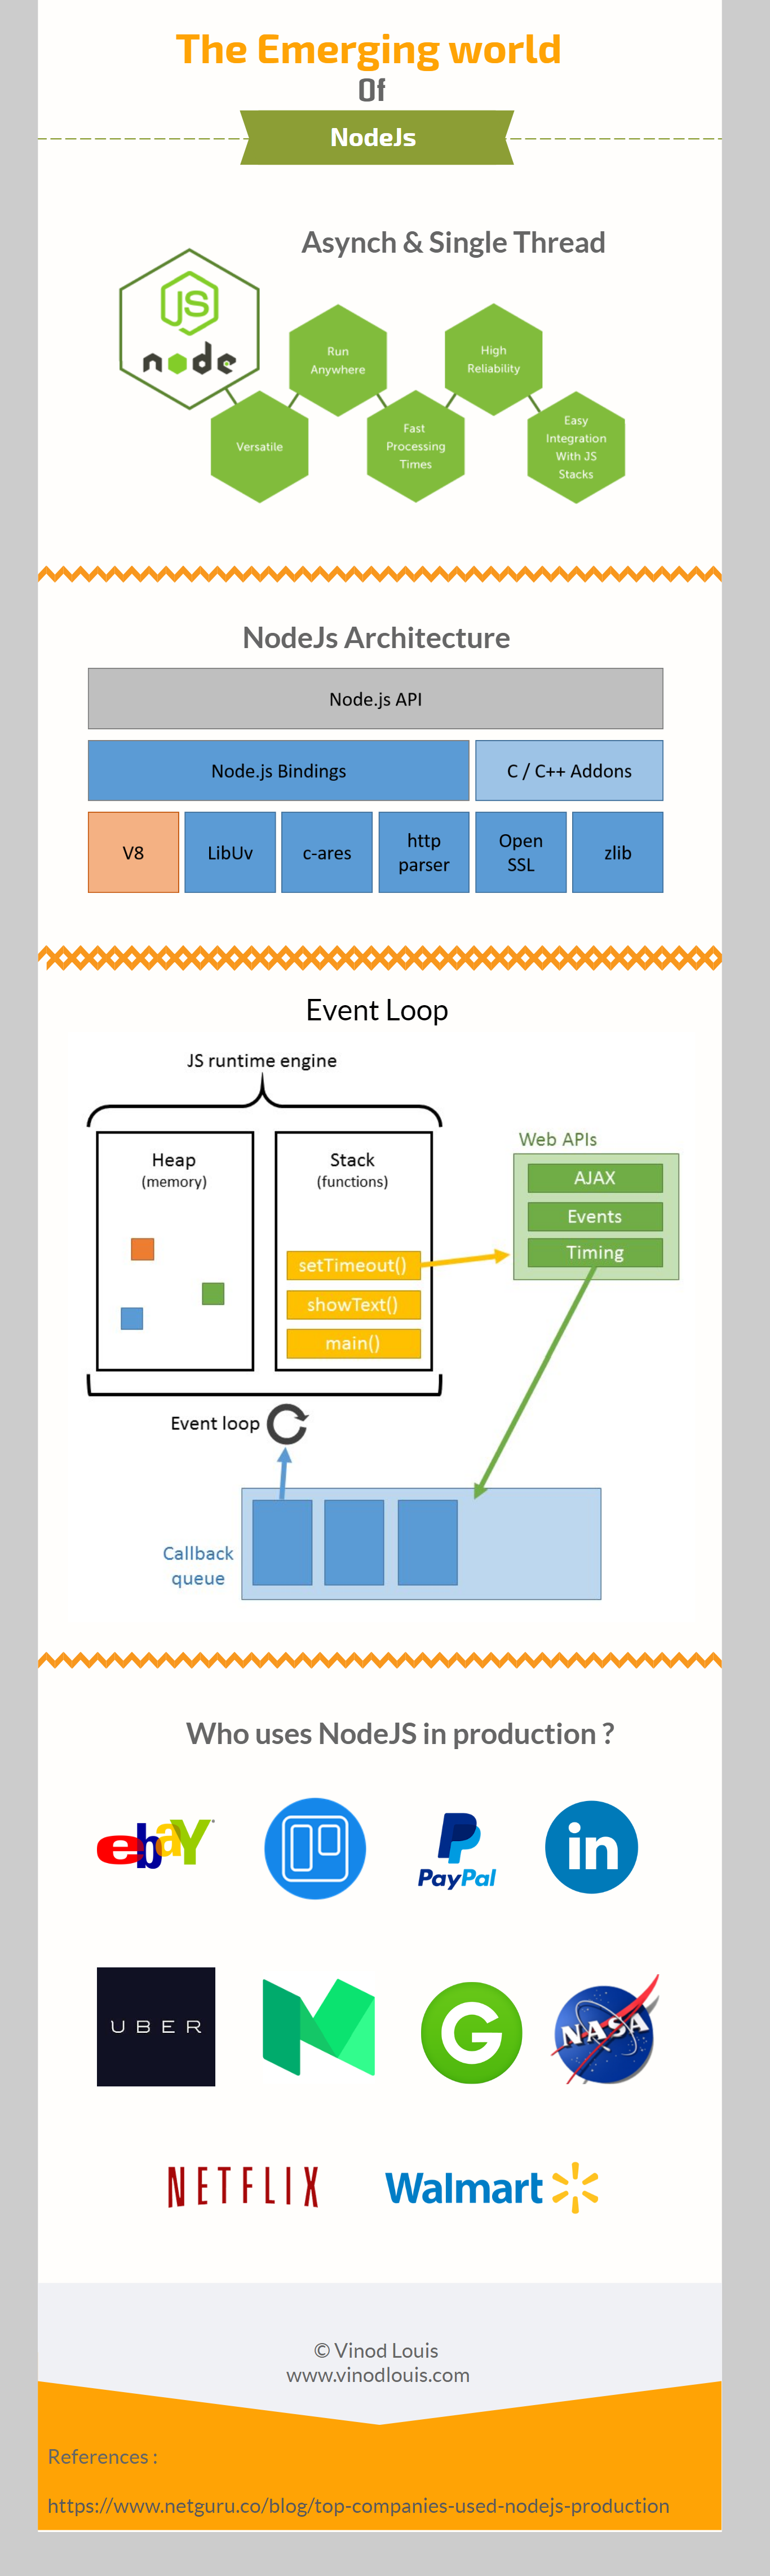 The Emerging world
Of
NodeJs
Asynch & Single Thread
JS
node
Run
Anywhere
High
Reliability
Versatile
Fast
Processing
Times
Easy
Integration
With JS
Stacks
NodeJs Architecture
Node.js API
Node.js Bindings
C / C++ Addons
V8
LibUv
c-ares
http
parser
Open
SSL
zlib
Event Loop
JS runtime engine
Heap
(memory)
Stack
(functions)
Web APIs
AJAX
Events
Timing
setTimeout()
showText()
main()
Event loop
Callback
queue
Who uses NodeJS in production ?
ebaY
PayPal
in
UBER
G
NASA
NETFLIX
Walmart
© Vinod Louis
www.vinodlouis.com
References :
https://www.netguru.co/blog/top-companies-used-nodejs-production